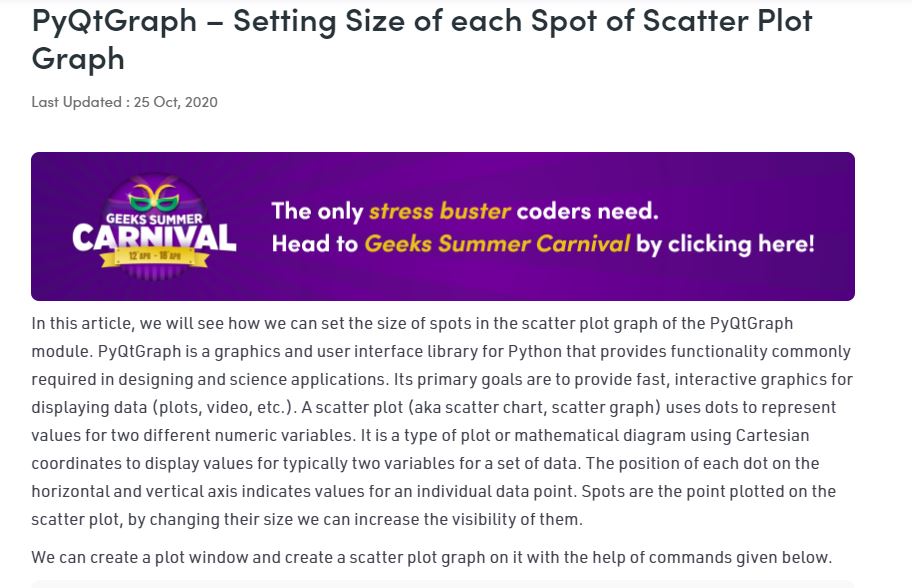 PyQtGraph – Setting Size of each Spot of Scatter Plot
Graph
Last Updated : 25 Oct, 2020
GEEKS SUMMER
CARNIVAL
12 APR - 18 APR
The only stress buster coders need.
Head to Geeks Summer Carnival by clicking here!
In this article, we will see how we can set the size of spots in the scatter plot graph of the PyQtGraph
module. PyQtGraph is a graphics and user interface library for Python that provides functionality commonly
required in designing and science applications. Its primary goals are to provide fast, interactive graphics for
displaying data (plots, video, etc.). A scatter plot (aka scatter chart, scatter graph) uses dots to represent
values for two different numeric variables. It is a type of plot or mathematical diagram using Cartesian
coordinates to display values for typically two variables for a set of data. The position of each dot on the
horizontal and vertical axis indicates values for an individual data point. Spots are the point plotted on the
scatter plot, by changing their size we can increase the visibility of them.
We can create a plot window and create a scatter plot graph on it with the help of commands given below.